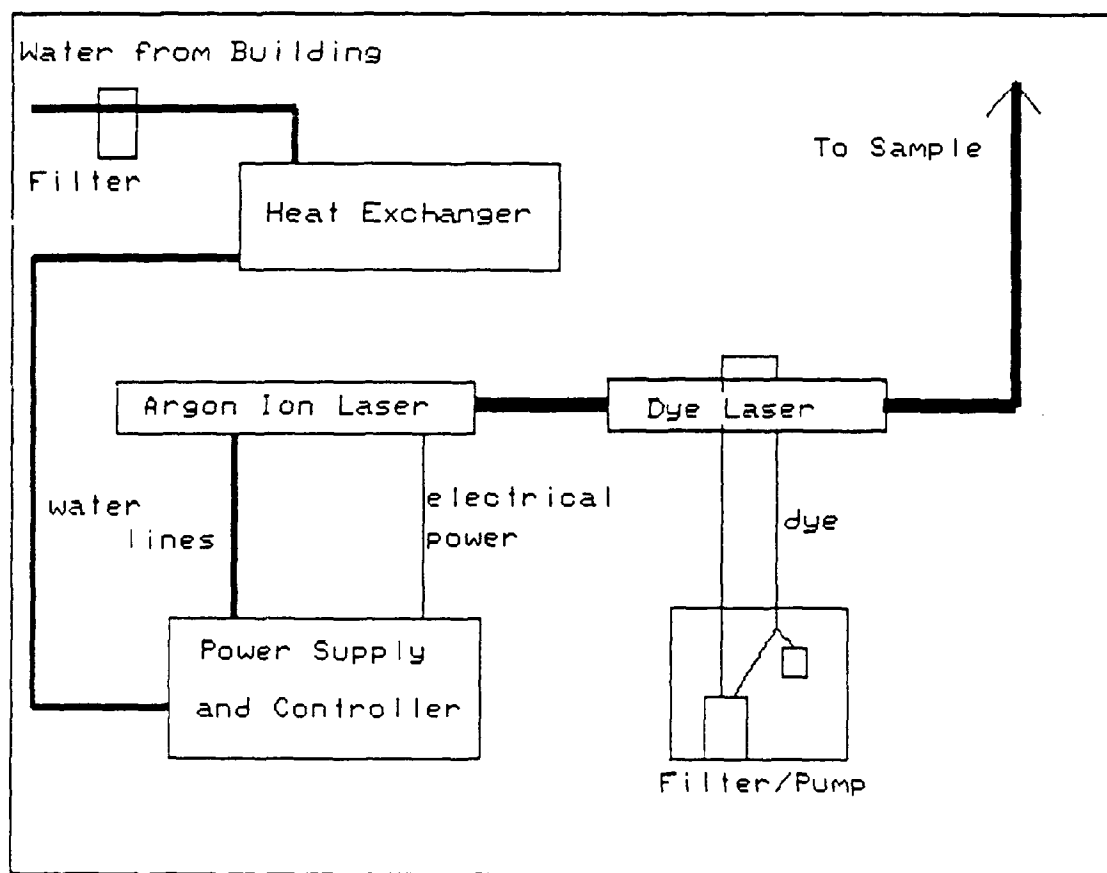 Water from Building
Filter
Heat Exchanger
To Sample
Argon Ion Laser
Dye Laser
water
lines
electrical
power
dye
Power Supply
and Controller
Filter/Pump